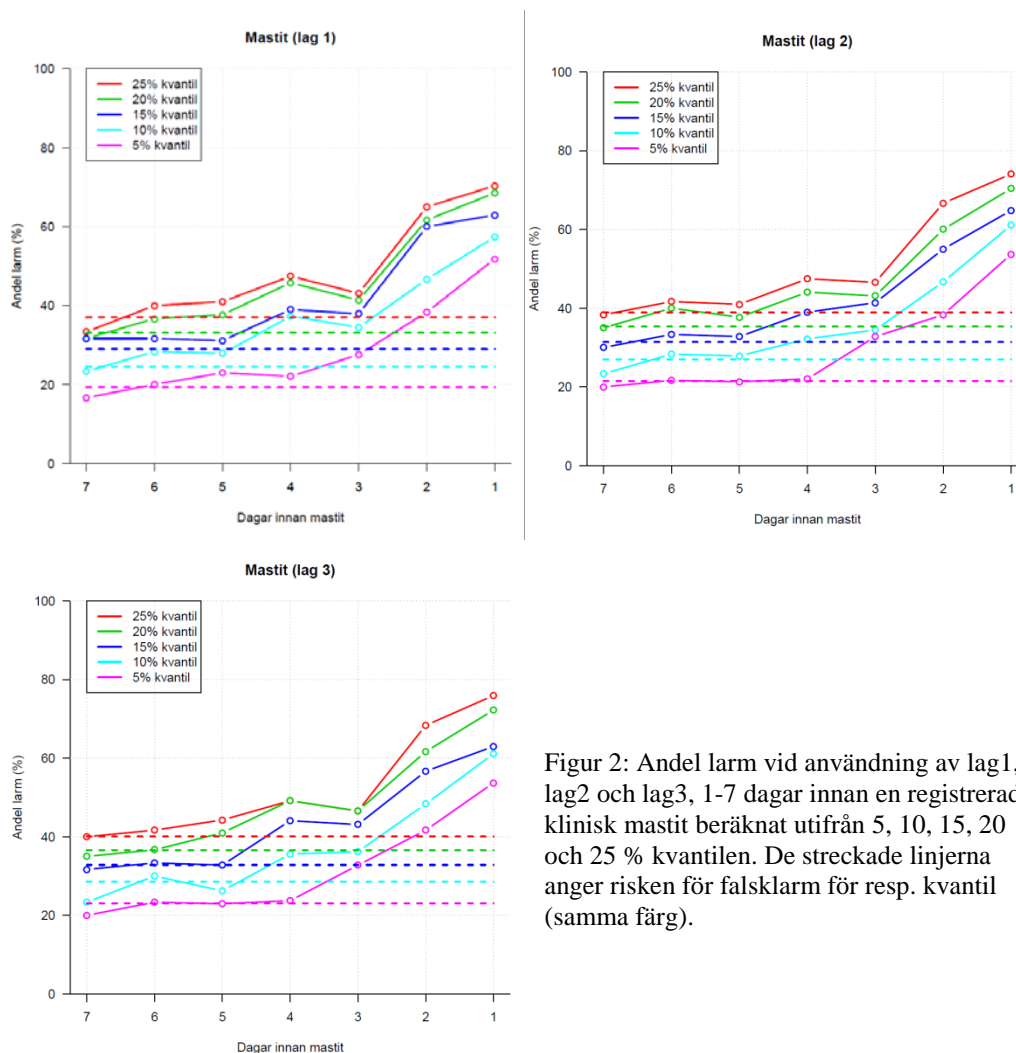 Mastit (lag 1)
Andel larm (%)
100
80
60
40
20
0
25% kvantil
20% kvantil
15% kvantil
10% kvantil
5% kvantil
7 6 5 4 3 2 1
Dagar innan mastit
Mastit (lag 2)
Andel larm (%)
100
80
60
40
20
0
25% kvantil
20% kvantil
15% kvantil
10% kvantil
5% kvantil
7 6 5 4 3 2 1
Dagar innan mastit
Mastit (lag 3)
Andel larm (%)
100
80
60
40
20
0
25% kvantil
20% kvantil
15% kvantil
10% kvantil
5% kvantil
7 6 5 4 3 2 1
Dagar innan mastit
Figur 2: Andel larm vid användning av lag1,
lag2 och lag3, 1-7 dagar innan en registrerad
klinisk mastit beräknat utifrån 5, 10, 15, 20
och 25 % kvantilen. De streckade linjerna
anger risken för falsklarm för resp. kvantil
(samma färg).